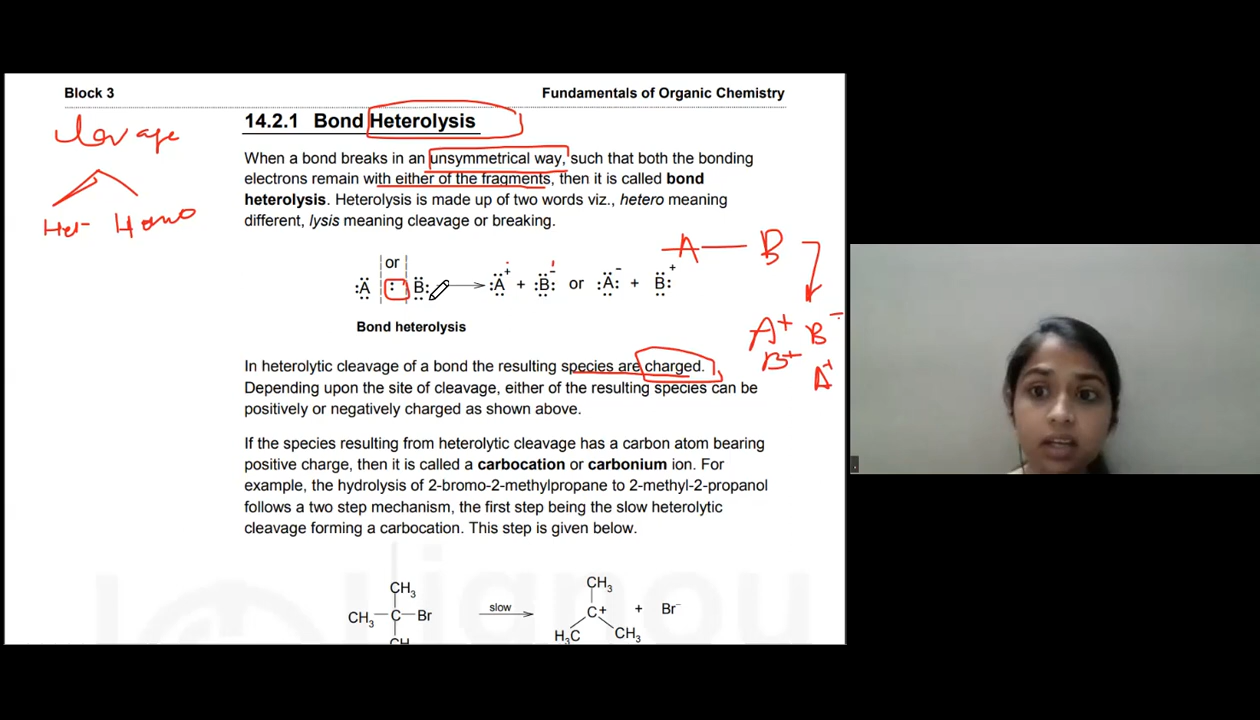 Block 3
Fundamentals of Organic Chemistry
14.2.1 Bond Heterolysis
cleavage
Het- Homo
When a bond breaks in an unsymmetrical way, such that both the bonding
electrons remain with either of the fragments, then it is called bond
heterolysis. Heterolysis is made up of two words viz., hetero meaning
different, lysis meaning cleavage or breaking.
A — B
or
:A : B: → :A+ + :B:- or :A:- + B:+
Bond heterolysis
A+ B-
B+ A+
In heterolytic cleavage of a bond the resulting species are charged.
Depending upon the site of cleavage, either of the resulting species can be
positively or negatively charged as shown above.
If the species resulting from heterolytic cleavage has a carbon atom bearing
positive charge, then it is called a carbocation or carbonium ion. For
example, the hydrolysis of 2-bromo-2-methylpropane to 2-methyl-2-propanol
follows a two step mechanism, the first step being the slow heterolytic
cleavage forming a carbocation. This step is given below.
CH3 CH3
CH3 — C — Br slow C+ + Br-
H3C CH3
ignou